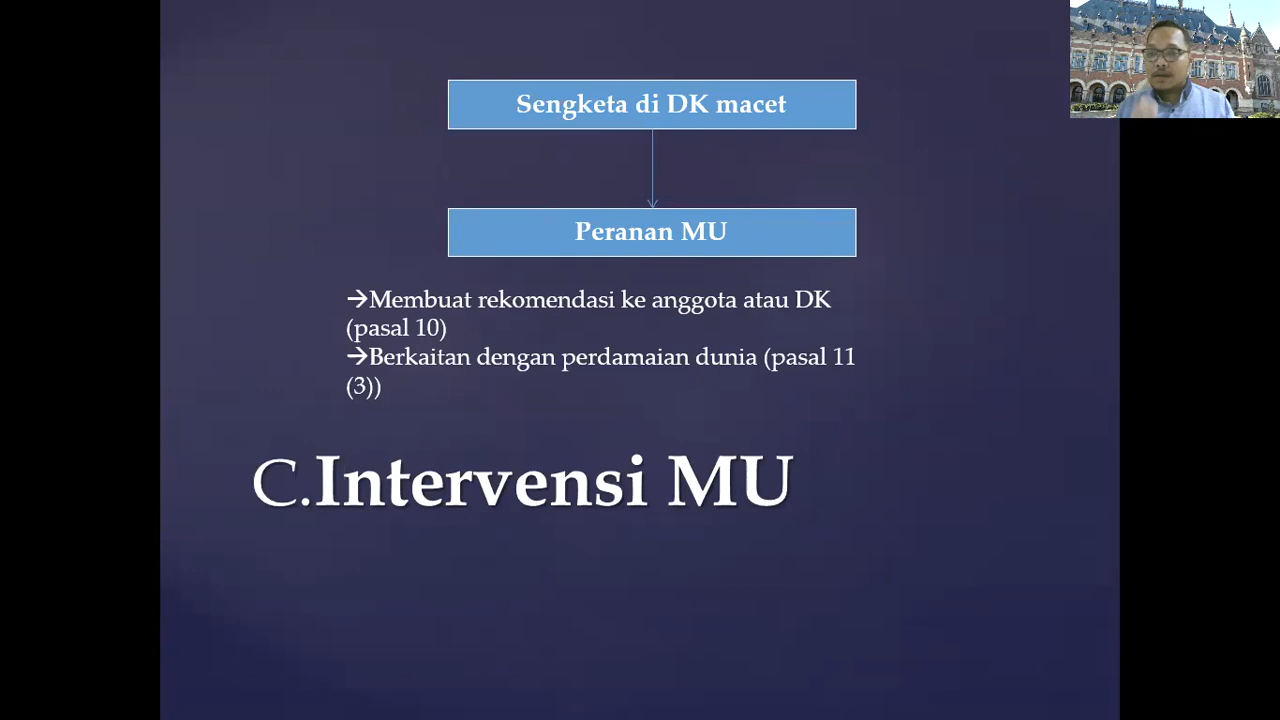 Sengketa di DK macet
Peranan MU
→Membuat rekomendasi ke anggota atau DK
(pasal 10)
→Berkaitan dengan perdamaian dunia (pasal 11
(3))
C.Intervensi MU